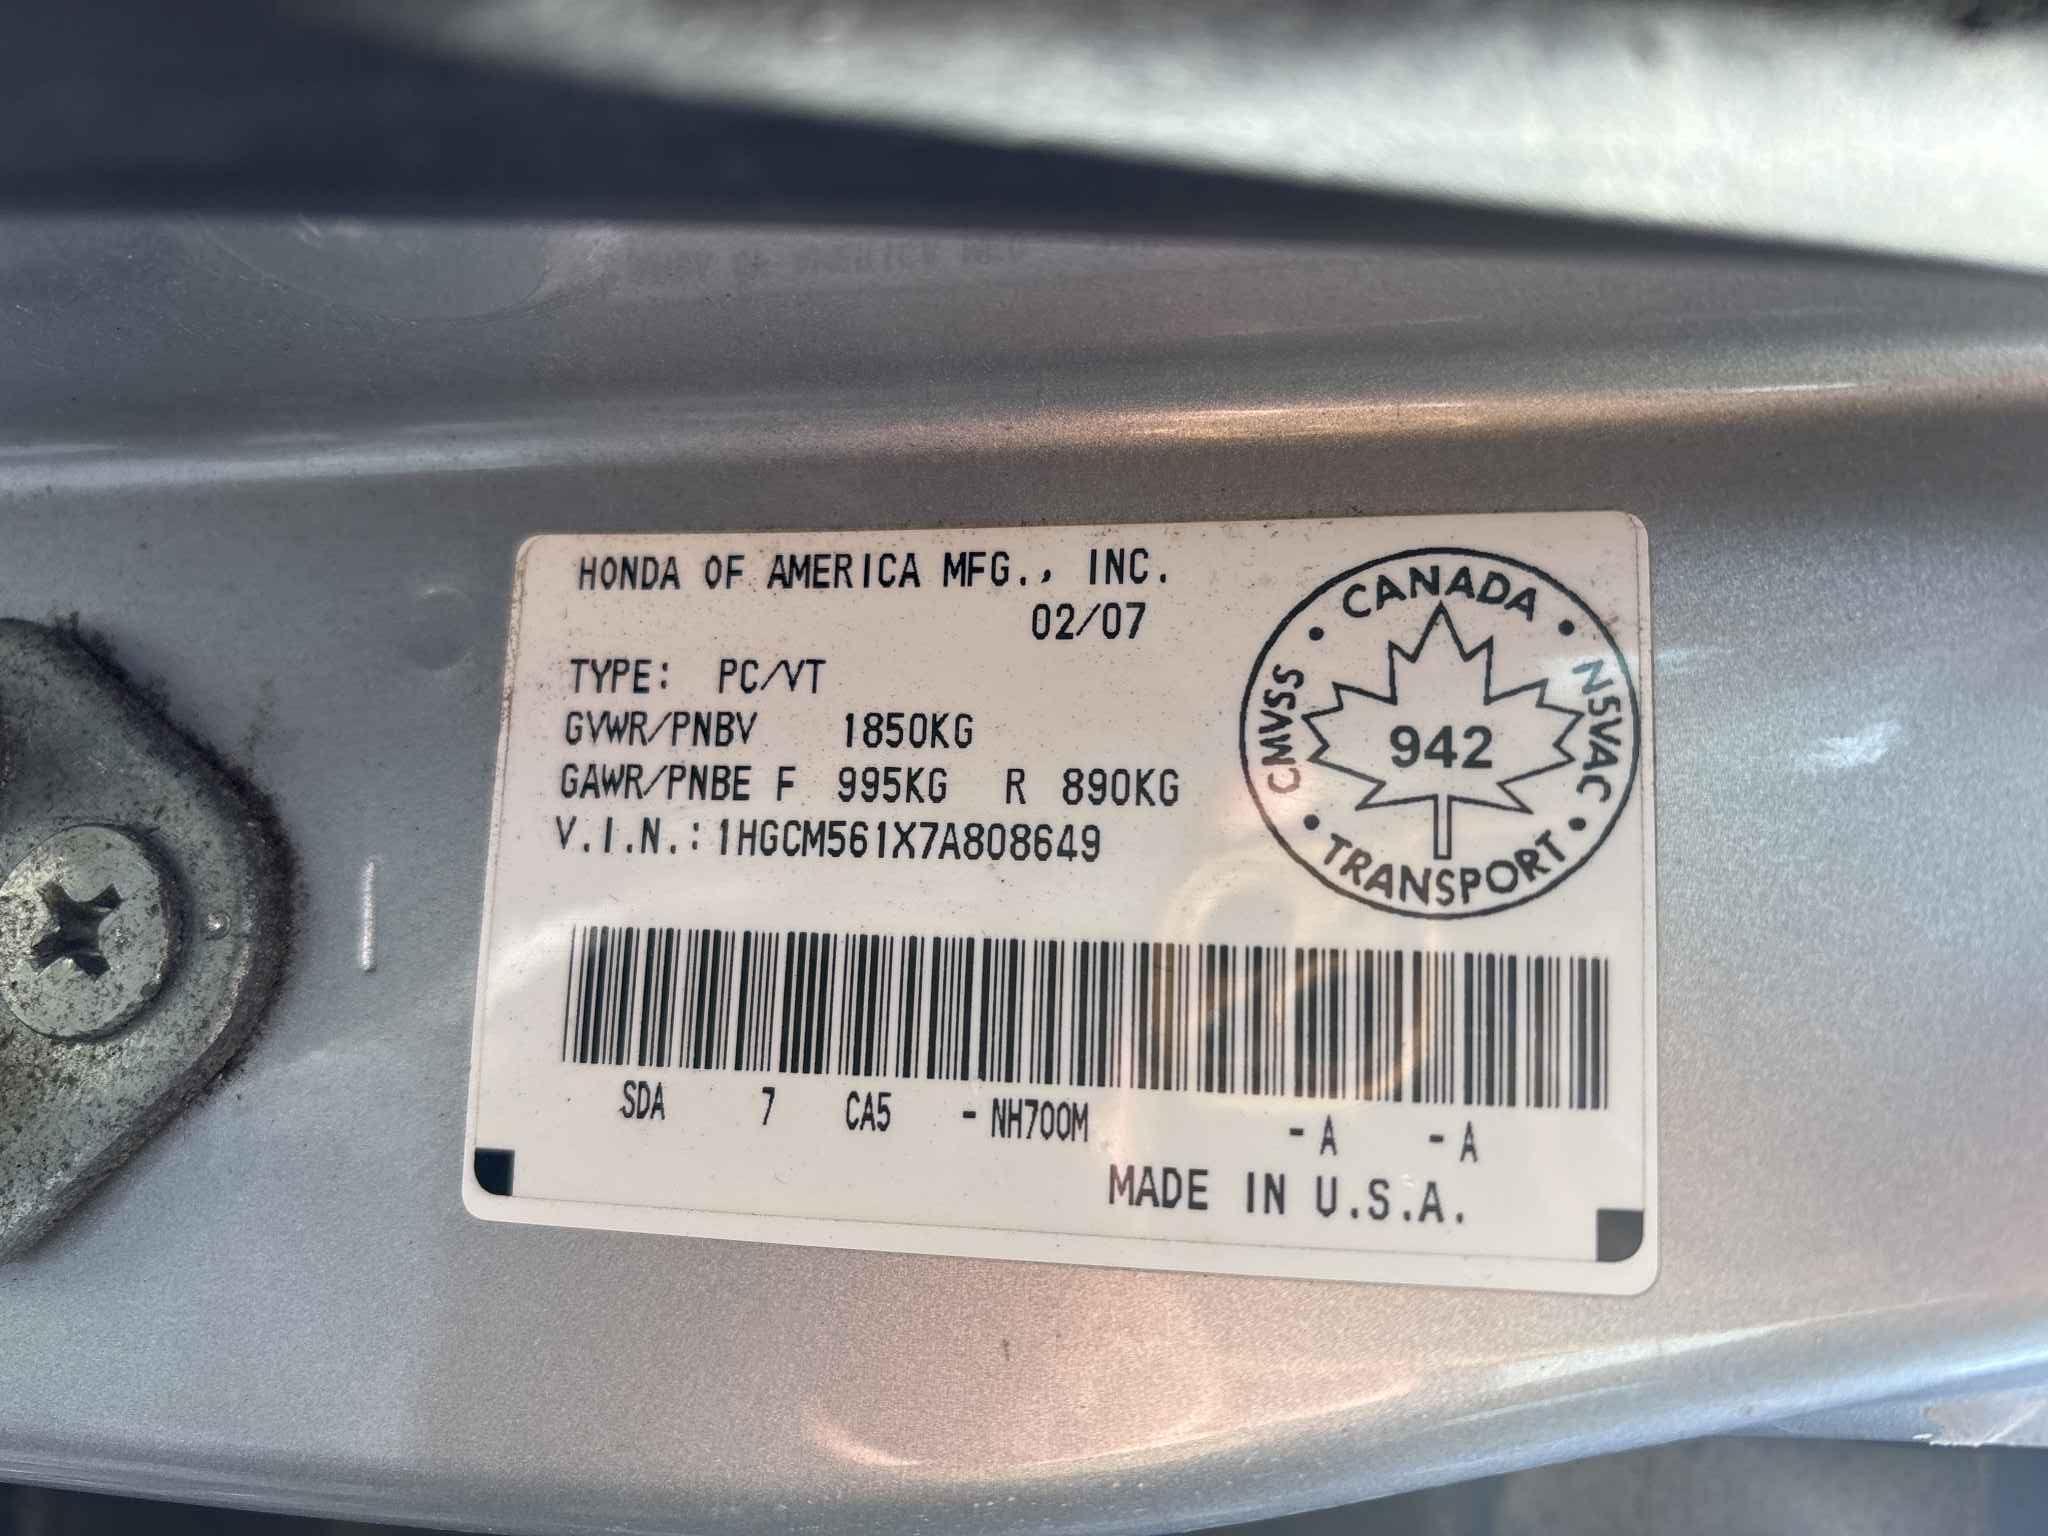 HONDA OF AMERICA MFG., INC.
02/07
TYPE: PC/VT
GVWR/PNBV 1850KG
GAWR/PNBE F 995KG R 890KG
V.I.N.: 1HGCM561X7A808649
CANADA
CMVSS
942
NSVAC
TRANSPORT
SDA 7 CA5 - NH700M - A - A
MADE IN U.S.A.